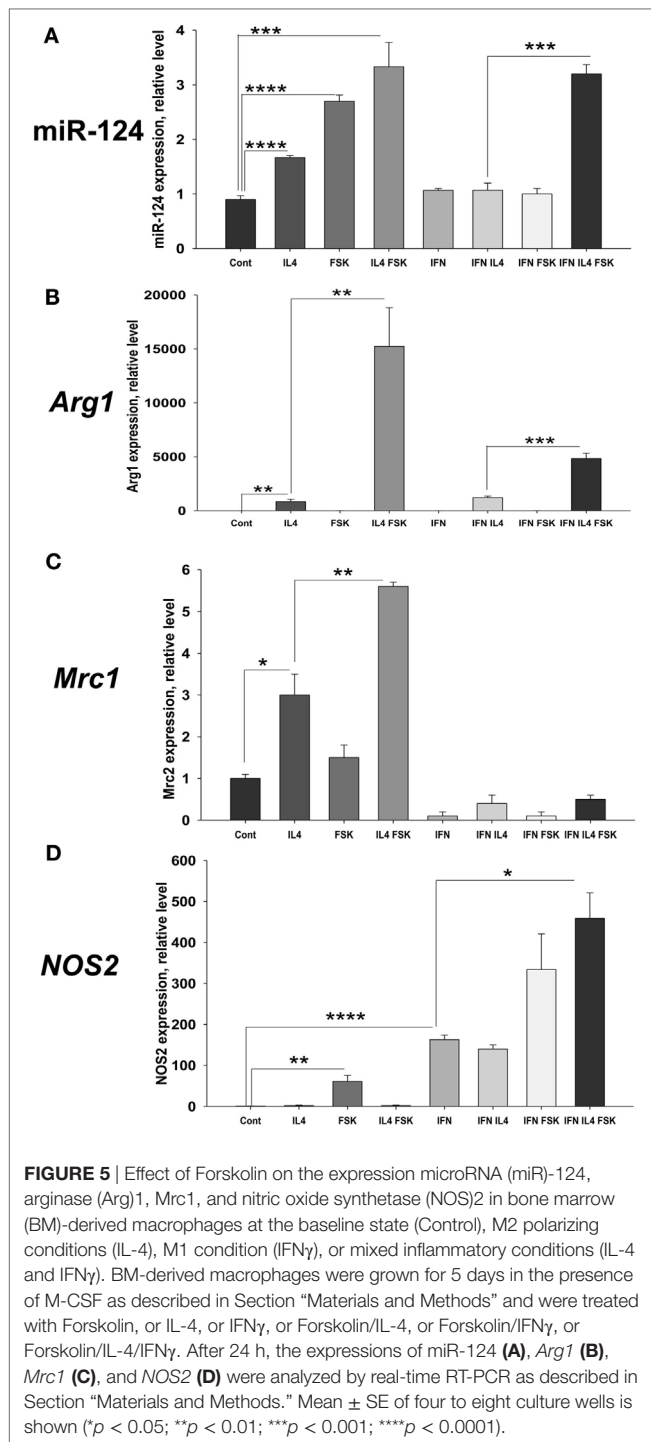 A
miR-124
miR-124 expression, relative level
4
3
2
1
0
***
****
****
***
Cont IL4 FSK IL4 FSK IFN IFN IL4 IFN FSK IFN IL4 FSK
B
Arg1
Arg1 expression, relative level
20000
15000
10000
5000
0
**
**
***
Cont IL4 FSK IL4 FSK IFN IFN IL4 IFN FSK IFN IL4 FSK
C
Mrc1
Mrc2 expression, relative level
6
5
4
3
2
1
0
**
*
Cont IL4 FSK IL4 FSK IFN IFN IL4 IFN FSK IFN IL4 FSK
D
NOS2
NOS2 expression, relative level
600
500
400
300
200
100
0
*
****
**
Cont IL4 FSK IL4 FSK IFN IFN IL4 IFN FSK IFN IL4 FSK
FIGURE 5 | Effect of Forskolin on the expression microRNA (miR)-124,
arginase (Arg)1, Mrc1, and nitric oxide synthetase (NOS)2 in bone marrow
(BM)-derived macrophages at the baseline state (Control), M2 polarizing
conditions (IL-4), M1 condition (IFNγ), or mixed inflammatory conditions (IL-4
and IFNγ). BM-derived macrophages were grown for 5 days in the presence
of M-CSF as described in Section “Materials and Methods” and were treated
with Forskolin, or IL-4, or IFNγ, or Forskolin/IL-4, or Forskolin/IFNγ, or
Forskolin/IL-4/IFNγ. After 24 h, the expressions of miR-124 (A), Arg1 (B),
Mrc1 (C), and NOS2 (D) were analyzed by real-time RT-PCR as described in
Section “Materials and Methods.” Mean ± SE of four to eight culture wells is
shown (*p < 0.05; **p < 0.01; ***p < 0.001; ****p < 0.0001).